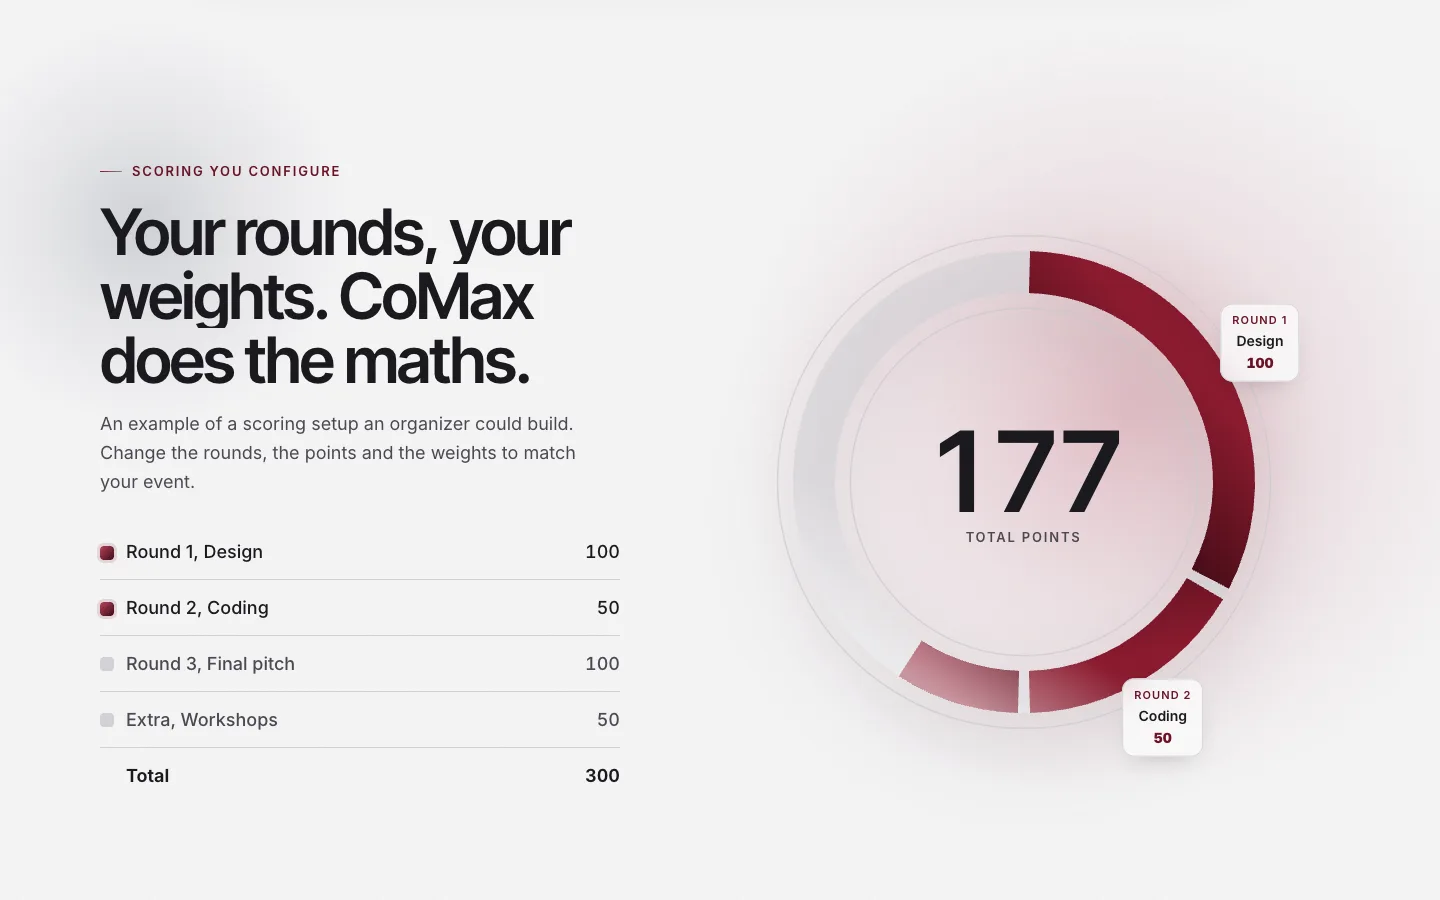 SCORING YOU CONFIGURE
Your rounds, your
weights. CoMax
does the maths.
An example of a scoring setup an organizer could build.
Change the rounds, the points and the weights to match
your event.
Round 1, Design 100
Round 2, Coding 50
Round 3, Final pitch 100
Extra, Workshops 50
Total 300
ROUND 1
Design
100
177
TOTAL POINTS
ROUND 2
Coding
50